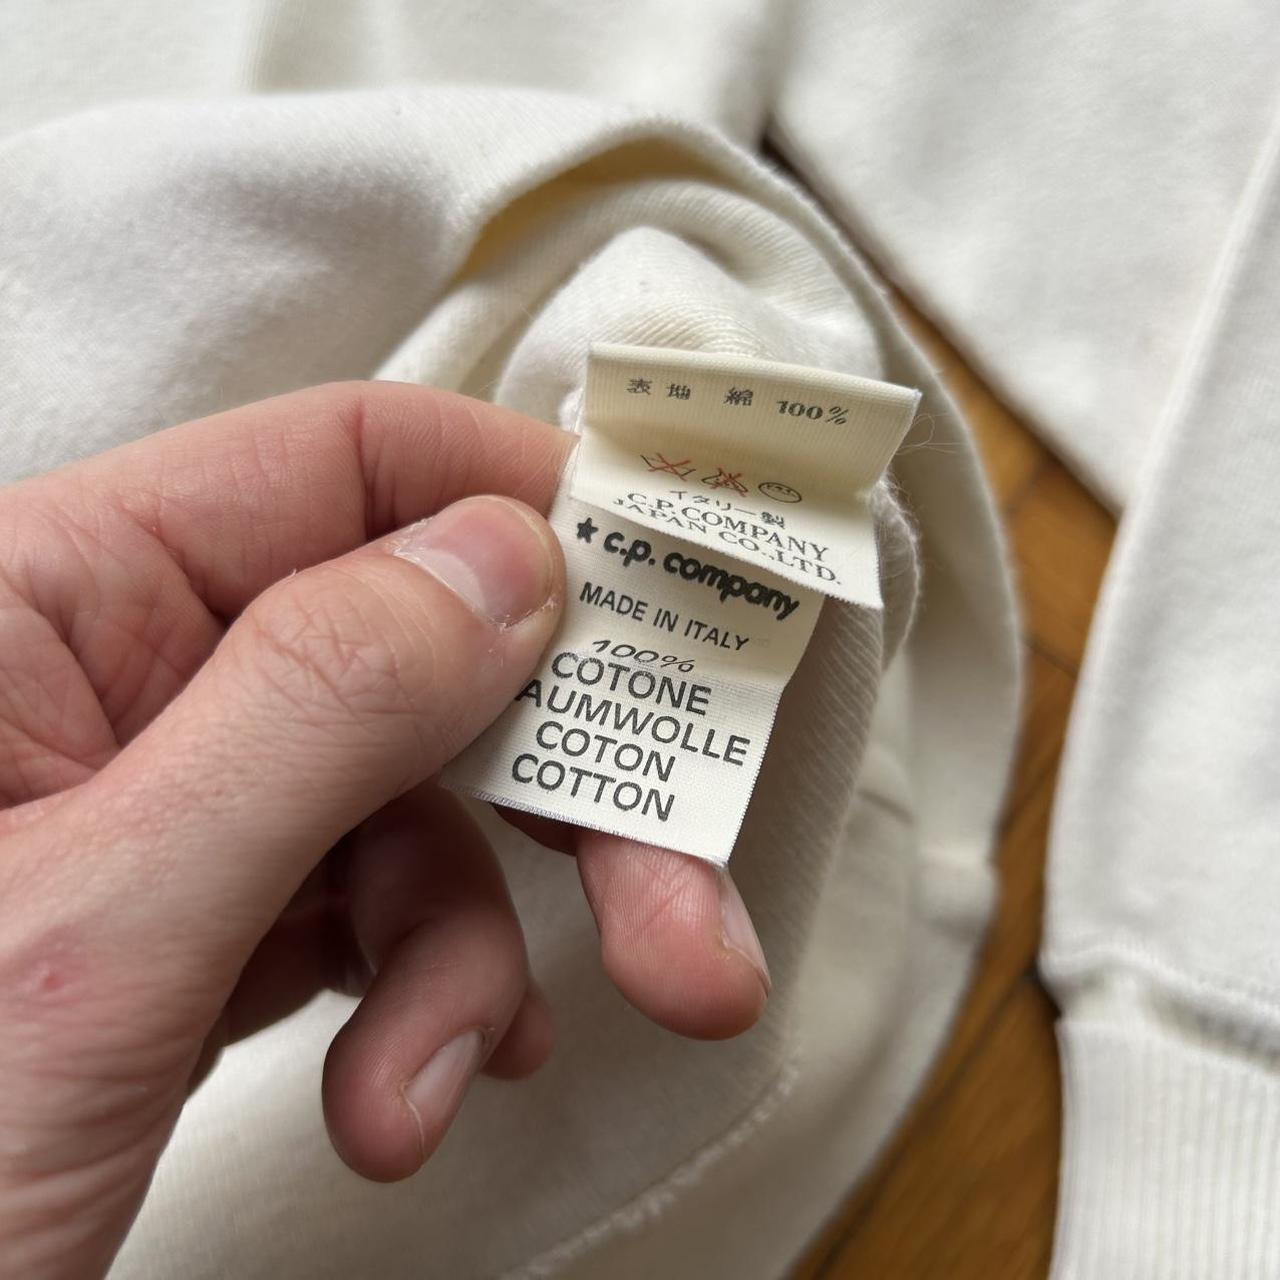 表地 綿 100%
イタリー製
C.P. COMPANY
JAPAN CO.,LTD.
★ c.p. company
MADE IN ITALY
100%
COTONE
AUMWOLLE
COTON
COTTON